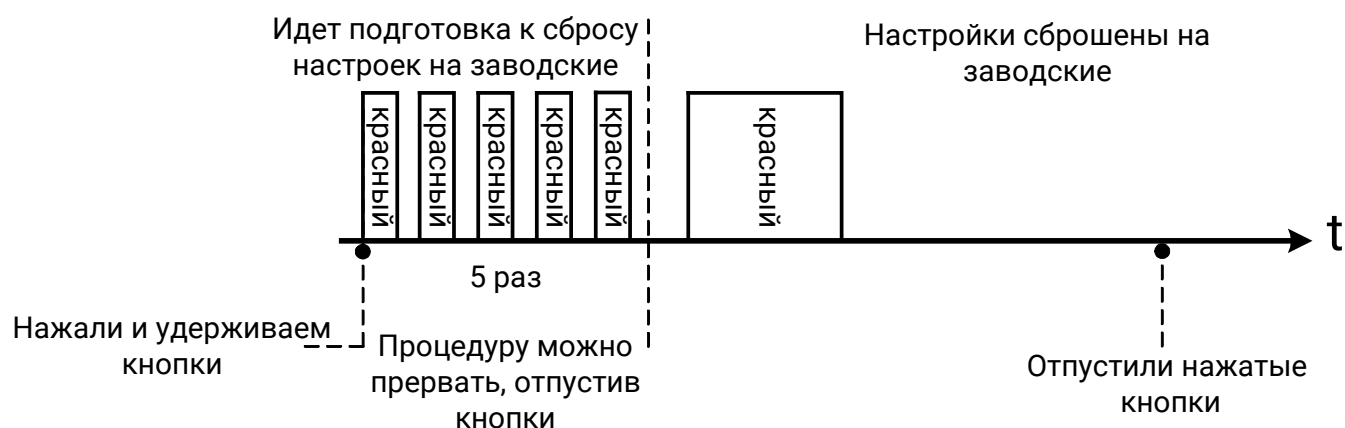 Идет подготовка к сбросу
настроек на заводские
Настройки сброшены на
заводские
красный
красный
красный
красный
красный
красный
t
5 раз
Нажали и удерживаем
кнопки
Процедуру можно
прервать, отпустив
кнопки
Отпустили нажатые
кнопки